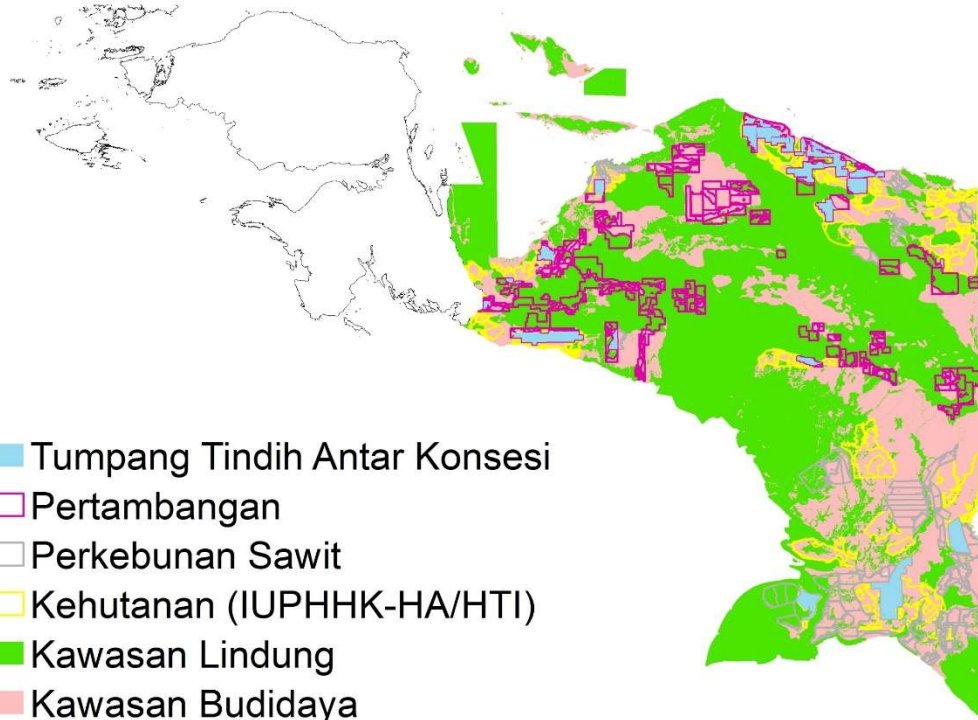 Tumpang Tindih Antar Konsesi
Pertambangan
Perkebunan Sawit
Kehutanan (IUPHHK-HA/HTI)
Kawasan Lindung
Kawasan Budidaya